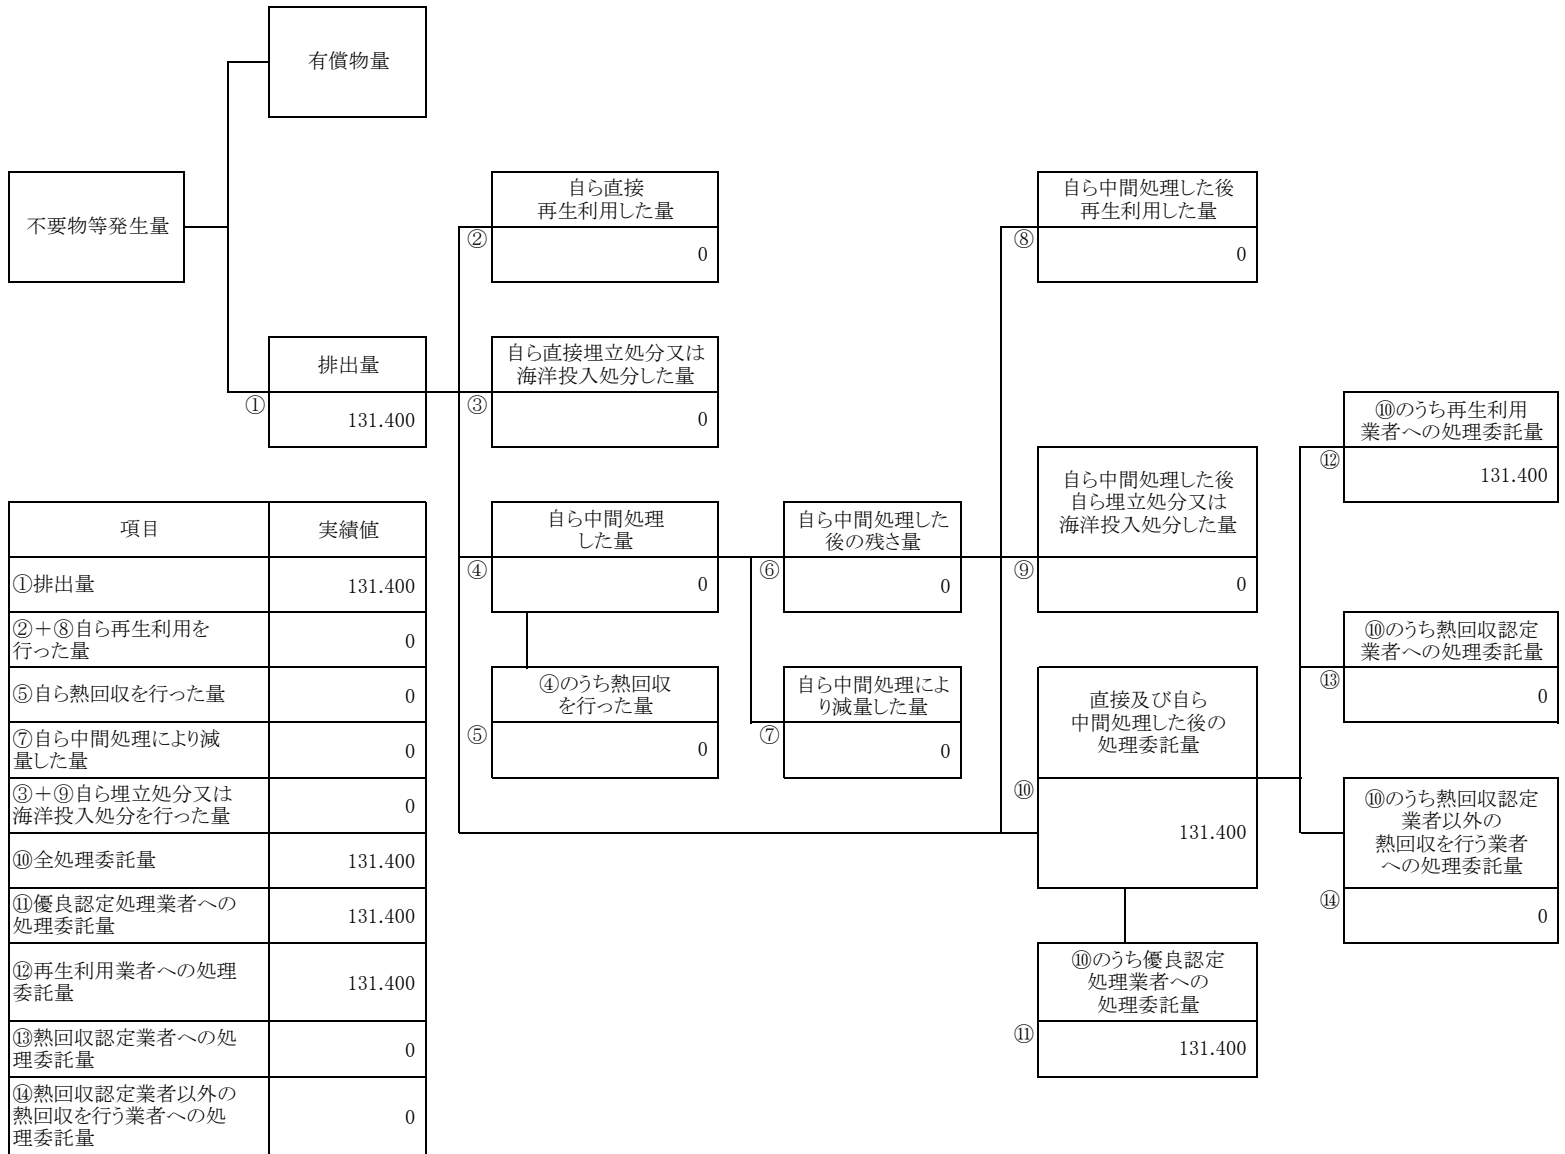 有償物量
不要物等発生量
自ら直接
再生利用した量
②
0
自ら中間処理した後
再生利用した量
⑧
0
排出量
①
131.400
自ら直接埋立処分又は
海洋投入処分した量
③
0
⑩のうち再生利用
業者への処理委託量
⑫
131.400
自ら中間処理
した量
④
0
自ら中間処理した
後の残さ量
⑥
0
自ら中間処理した後
自ら埋立処分又は
海洋投入処分した量
⑨
0
⑩のうち熱回収認定
業者への処理委託量
⑬
0
④のうち熱回収
を行った量
⑤
0
自ら中間処理によ
り減量した量
⑦
0
直接及び自ら
中間処理した後の
処理委託量
⑩
131.400
⑩のうち熱回収認定
業者以外の
熱回収を行う業者
への処理委託量
⑭
0
⑩のうち優良認定
処理業者への
処理委託量
⑪
131.400
項目 実績値
①排出量 131.400
②＋⑧自ら再生利用を
行った量 0
⑤自ら熱回収を行った量 0
⑦自ら中間処理により減
量した量 0
③＋⑨自ら埋立処分又は
海洋投入処分を行った量 0
⑩全処理委託量 131.400
⑪優良認定処理業者への
処理委託量 131.400
⑫再生利用業者への処理
委託量 131.400
⑬熱回収認定業者への処
理委託量 0
⑭熱回収認定業者以外の
熱回収を行う業者への処
理委託量 0